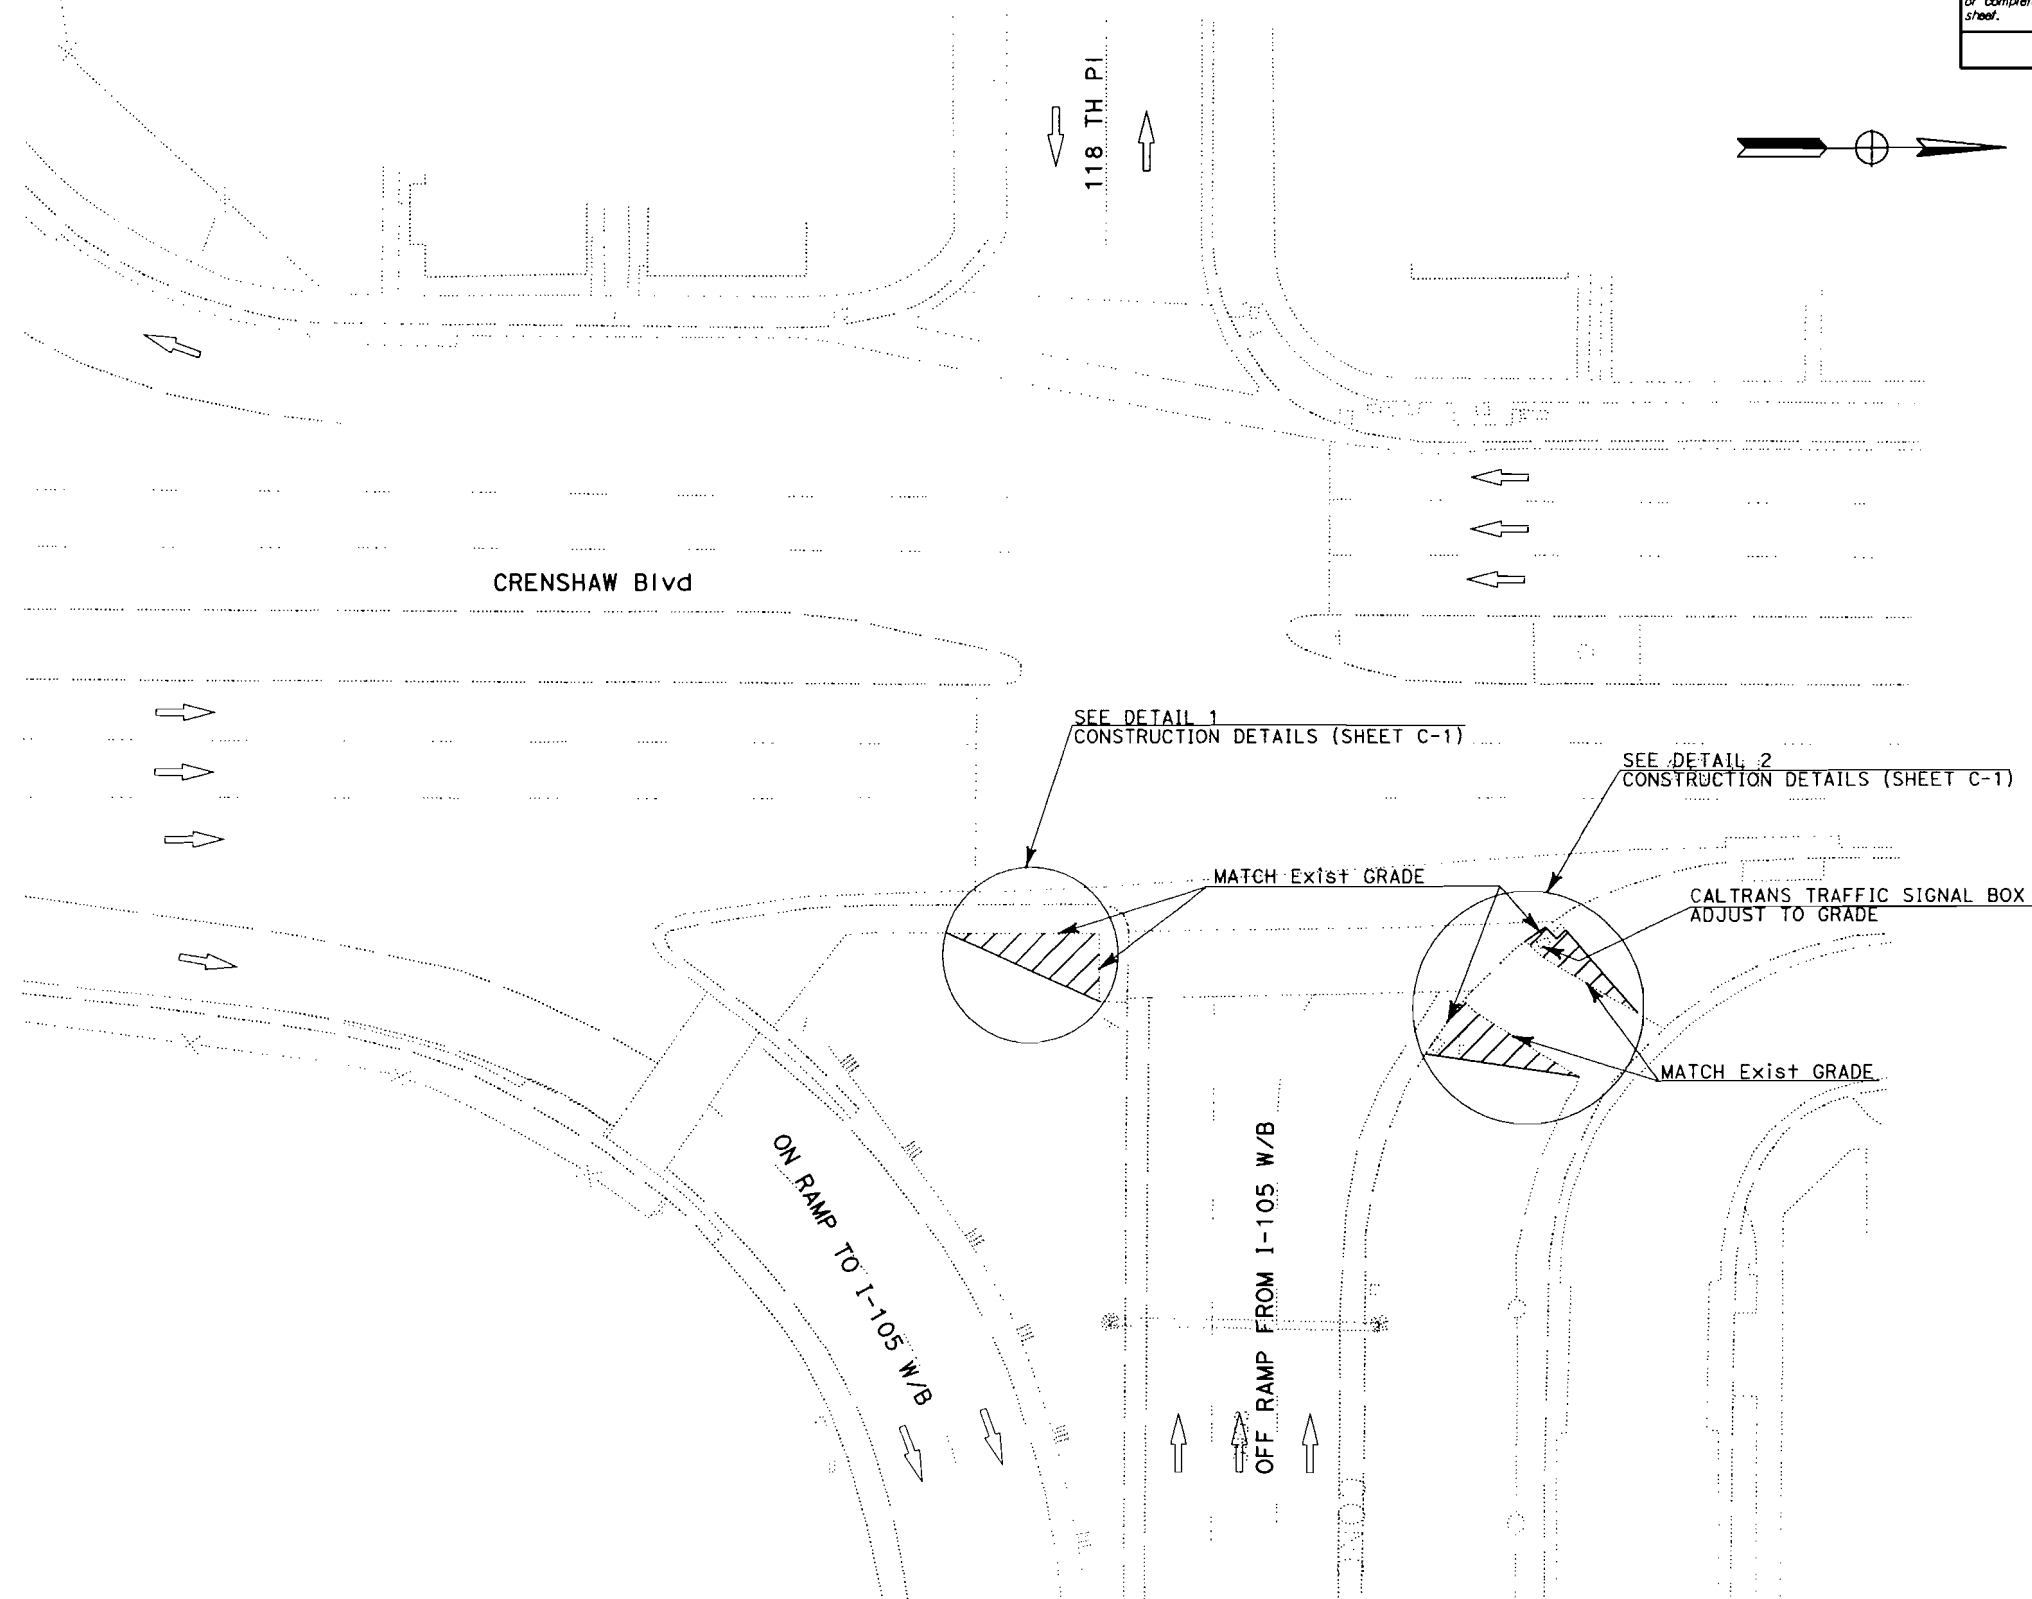 sheet.
118 TH Pl
CRENSHAW Blvd
SEE DETAIL 1
CONSTRUCTION DETAILS (SHEET C-1)
SEE DETAIL 2
CONSTRUCTION DETAILS (SHEET C-1)
MATCH Exist GRADE
CALTRANS TRAFFIC SIGNAL BOX
ADJUST TO GRADE
MATCH Exist GRADE
ON RAMP TO I-105 W/B
OFF RAMP FROM I-105 W/B